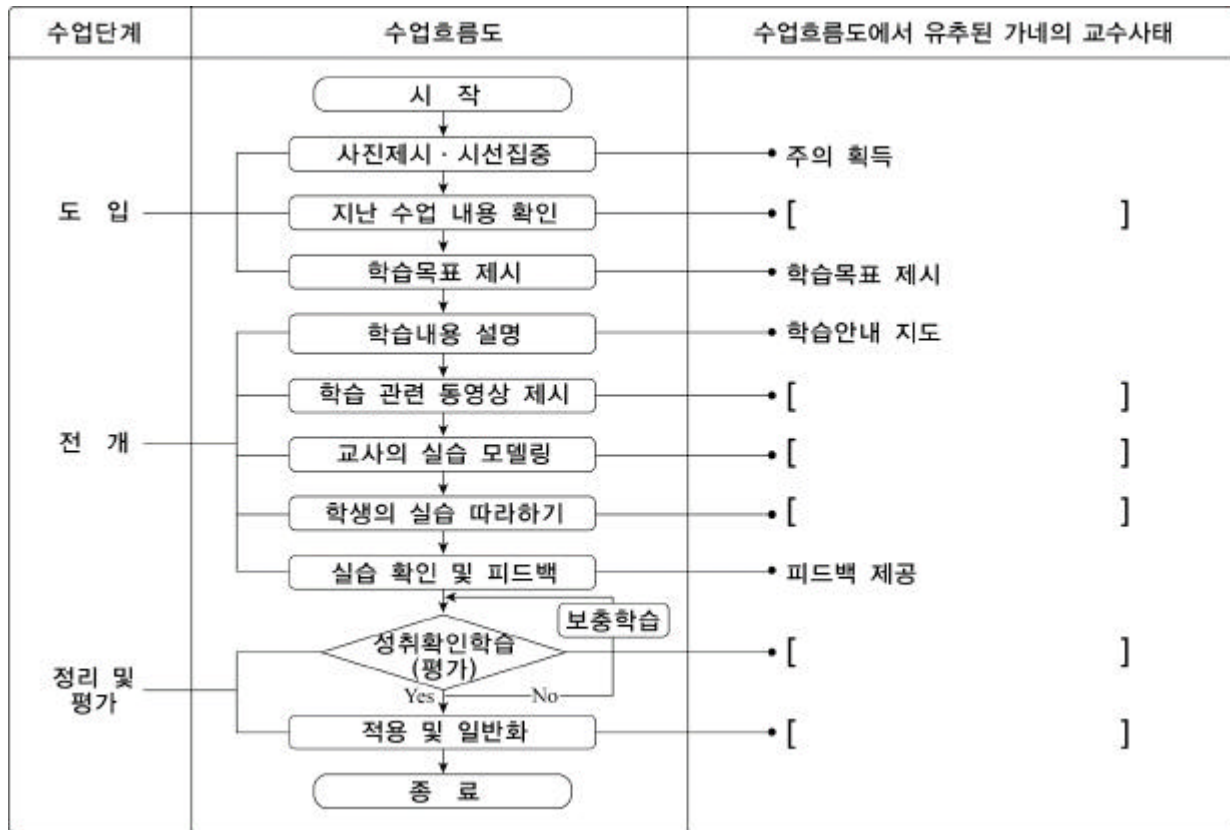 수업단계 수업흐름도 수업흐름도에서 유추된 가네의 교수사태
시 작
사진제시 · 시선집중 • 주의 획득
도 입 지난 수업 내용 확인 • [ ]
학습목표 제시 • 학습목표 제시
학습내용 설명 • 학습안내 지도
학습 관련 동영상 제시 • [ ]
전 개 교사의 실습 모델링 • [ ]
학생의 실습 따라하기 • [ ]
실습 확인 및 피드백 • 피드백 제공
보충학습
성취확인학습
(평가) • [ ]
정리 및
평가
Yes No
적용 및 일반화 • [ ]
종 료